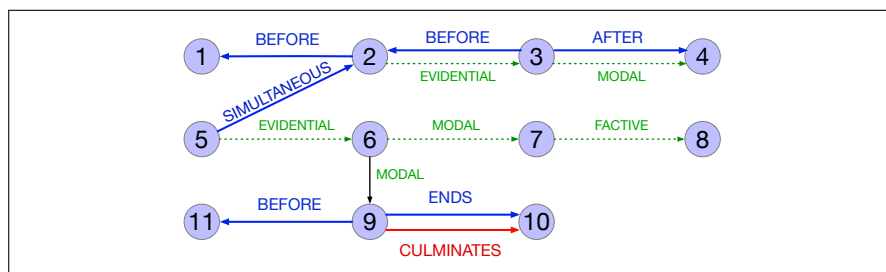 BEFORE BEFORE AFTER
1 2 3 4
EVIDENTIAL MODAL
SIMULTANEOUS
EVIDENTIAL MODAL FACTIVE
5 6 7 8
MODAL
BEFORE ENDS
11 9 10
CULMINATES